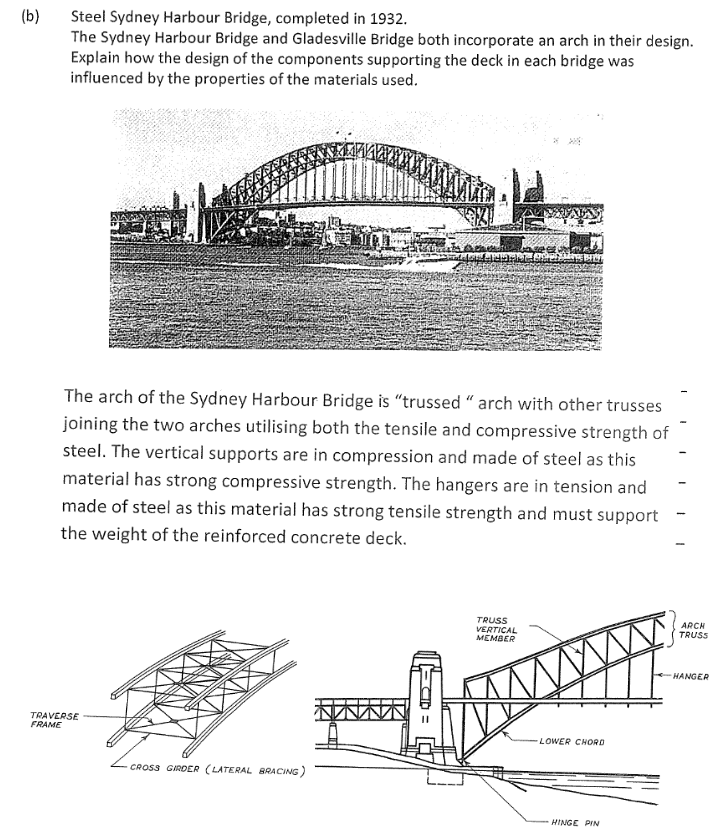 (b) Steel Sydney Harbour Bridge, completed in 1932.
The Sydney Harbour Bridge and Gladesville Bridge both incorporate an arch in their design.
Explain how the design of the components supporting the deck in each bridge was
influenced by the properties of the materials used.
The arch of the Sydney Harbour Bridge is "trussed " arch with other trusses
joining the two arches utilising both the tensile and compressive strength of
steel. The vertical supports are in compression and made of steel as this
material has strong compressive strength. The hangers are in tension and
made of steel as this material has strong tensile strength and must support
the weight of the reinforced concrete deck.
TRAVERSE
FRAME
CROSS GIRDER (LATERAL BRACING)
TRUSS
VERTICAL
MEMBER
ARCH
TRUSS
HANGER
LOWER CHORD
HINGE PIN